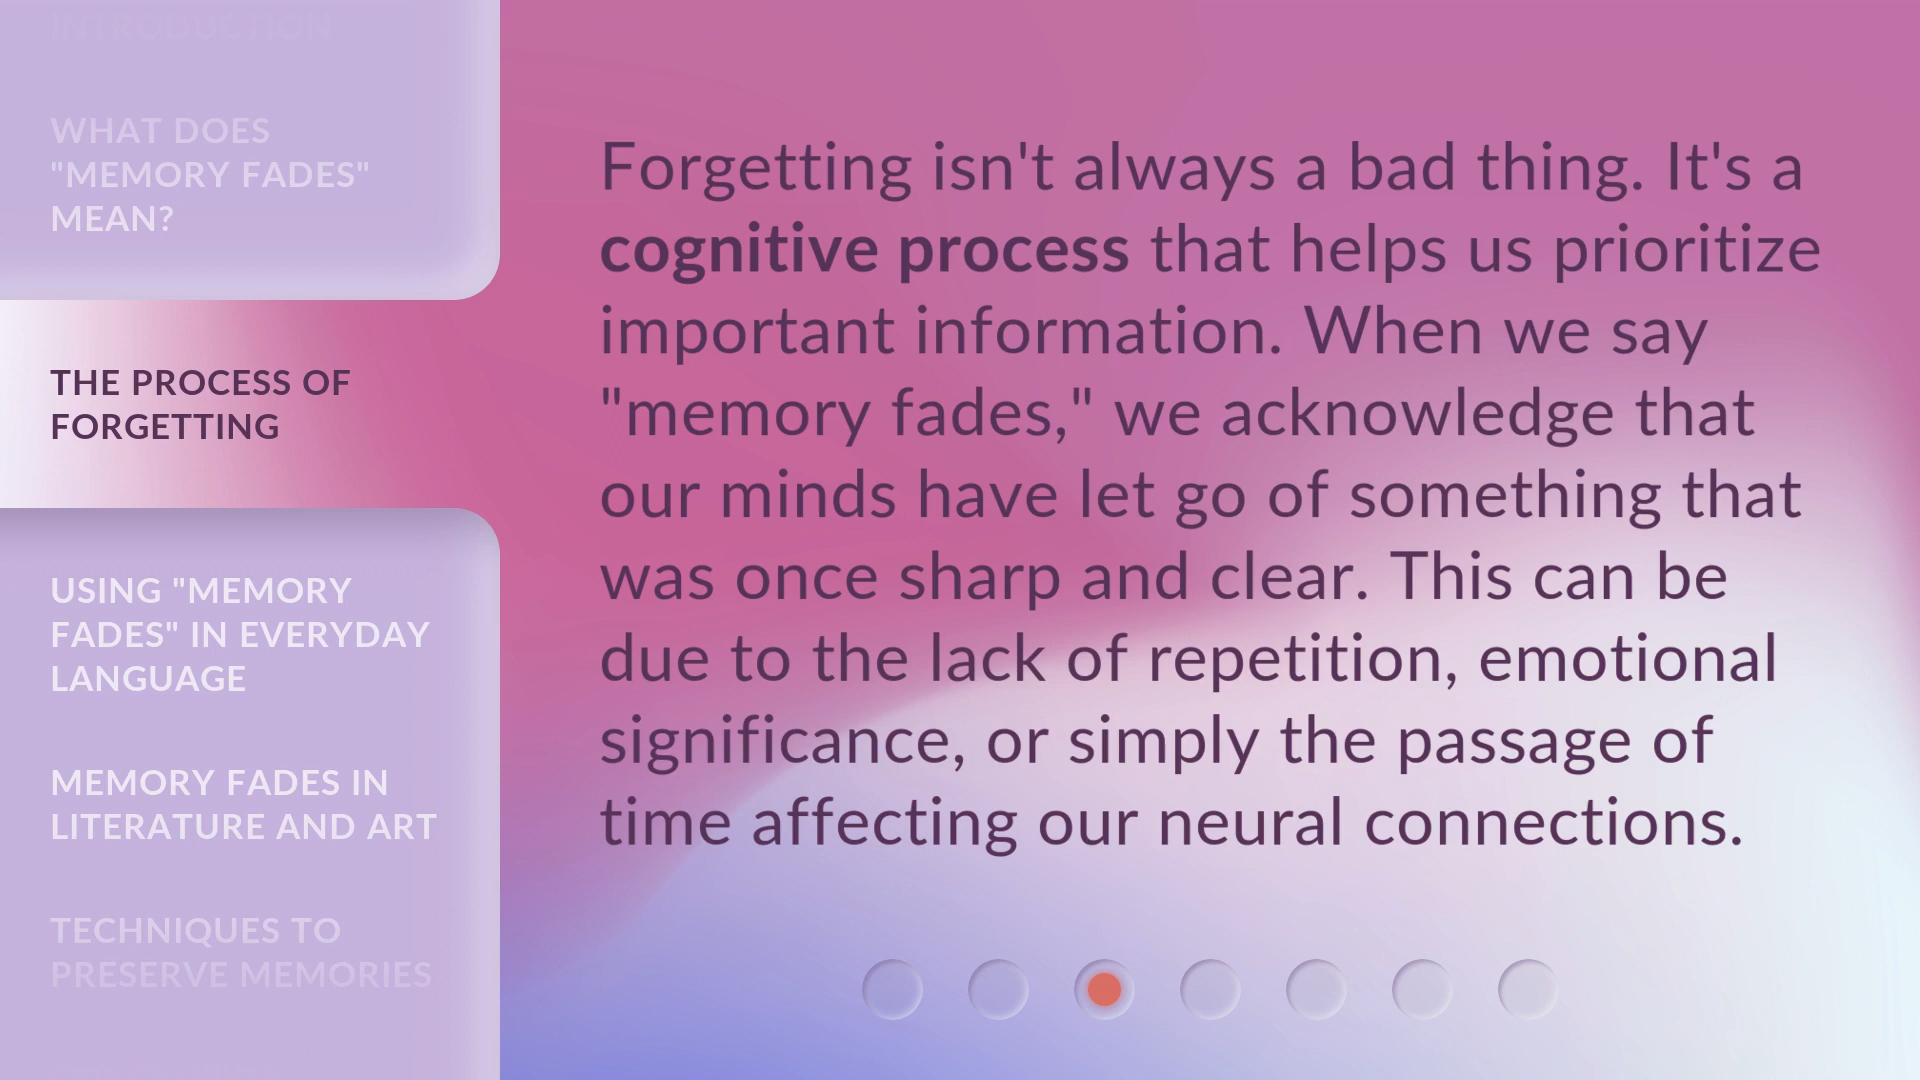 INTRODUCTION
WHAT DOES
"MEMORY FADES"
MEAN?
THE PROCESS OF
FORGETTING
USING "MEMORY
FADES" IN EVERYDAY
LANGUAGE
MEMORY FADES IN
LITERATURE AND ART
TECHNIQUES TO
PRESERVE MEMORIES
Forgetting isn't always a bad thing. It's a
cognitive process that helps us prioritize
important information. When we say
"memory fades," we acknowledge that
our minds have let go of something that
was once sharp and clear. This can be
due to the lack of repetition, emotional
significance, or simply the passage of
time affecting our neural connections.